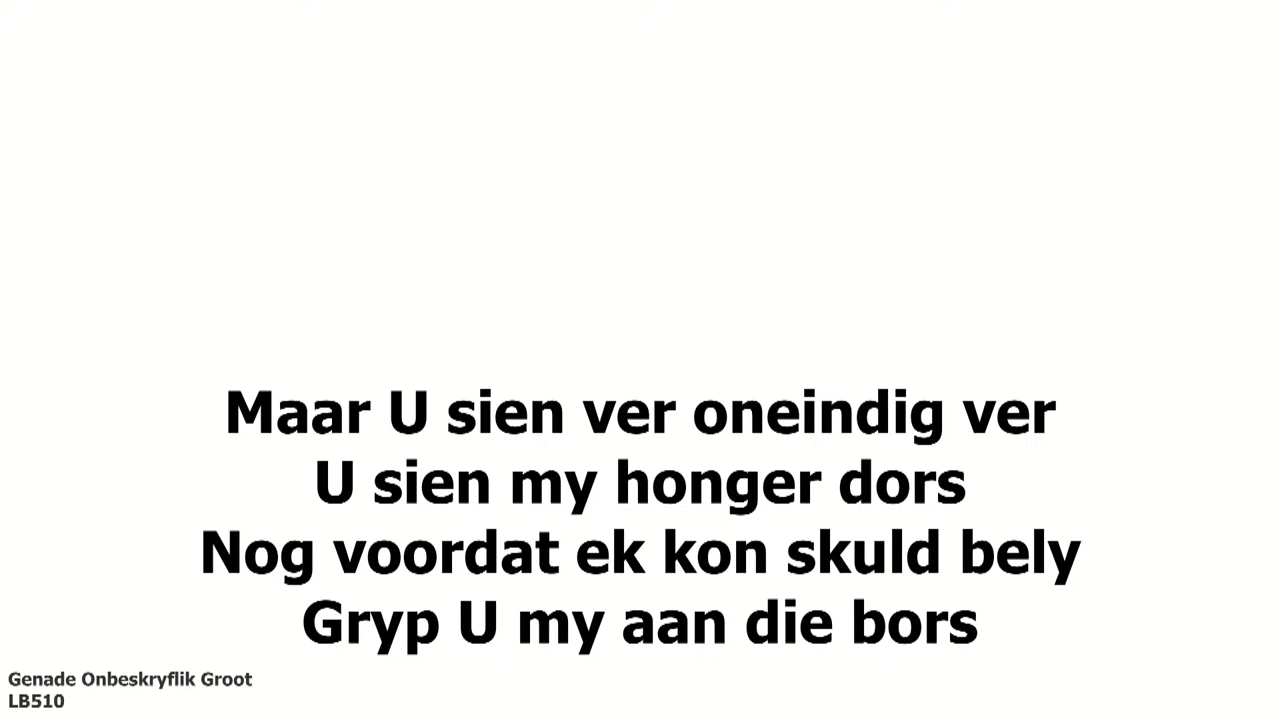 Maar U sien ver oneindig ver
U sien my honger dors
Nog voordat ek kon skuld bely
Gryp U my aan die bors
Genade Onbeskryflik Groot
LB510